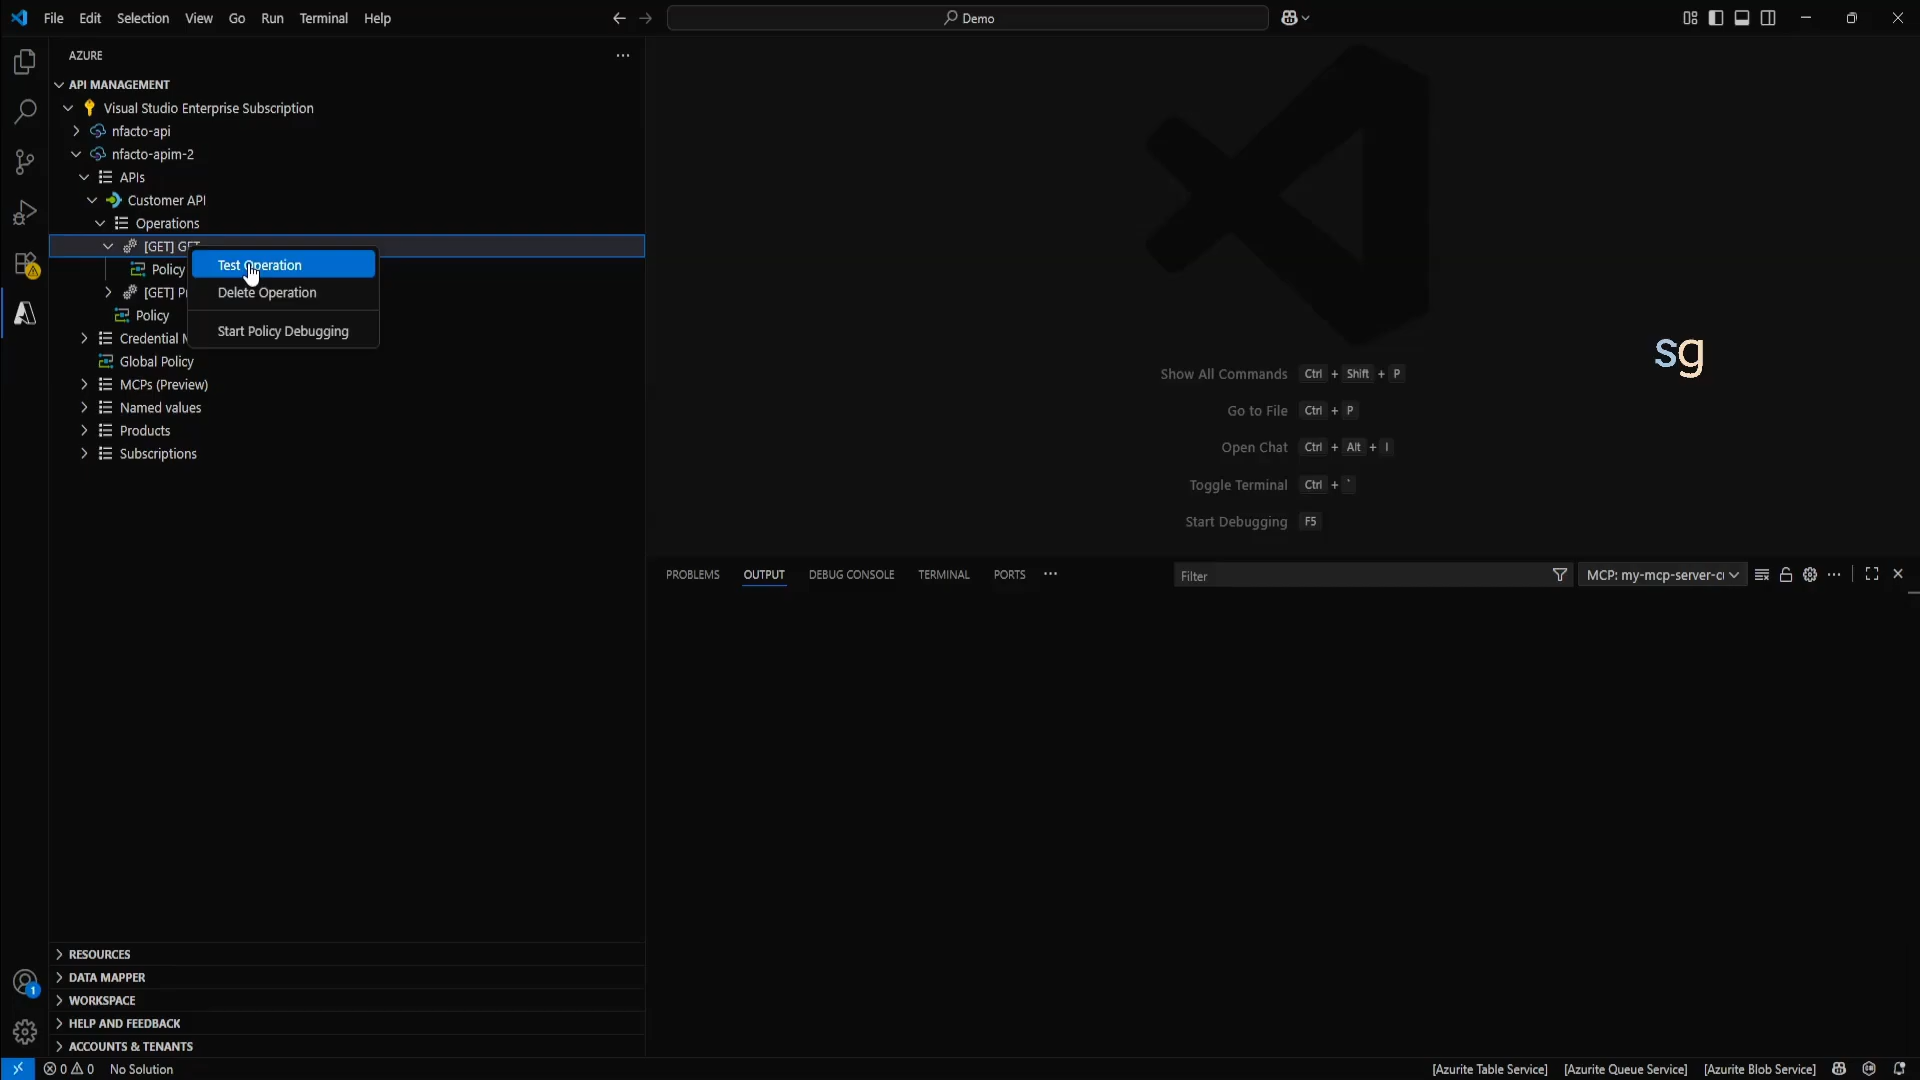 File Edit Selection View Go Run Terminal Help
Demo
AZURE
API MANAGEMENT
Visual Studio Enterprise Subscription
nfacto-api
nfacto-apim-2
APIs
Customer API
Operations
[GET] GET
Test Operation
Policy
Delete Operation
[GET]
Policy
Start Policy Debugging
Credential
Global Policy
MCPs (Preview)
Named values
Products
Subscriptions
sg
Show All Commands Ctrl + Shift + P
Go to File Ctrl + P
Open Chat Ctrl + Alt + I
Toggle Terminal Ctrl + `
Start Debugging F5
PROBLEMS OUTPUT DEBUG CONSOLE TERMINAL PORTS
Filter
MCP: my-mcp-server-c
RESOURCES
DATA MAPPER
WORKSPACE
HELP AND FEEDBACK
1
ACCOUNTS & TENANTS
0 0 No Solution
[Azurite Table Service] [Azurite Queue Service] [Azurite Blob Service]